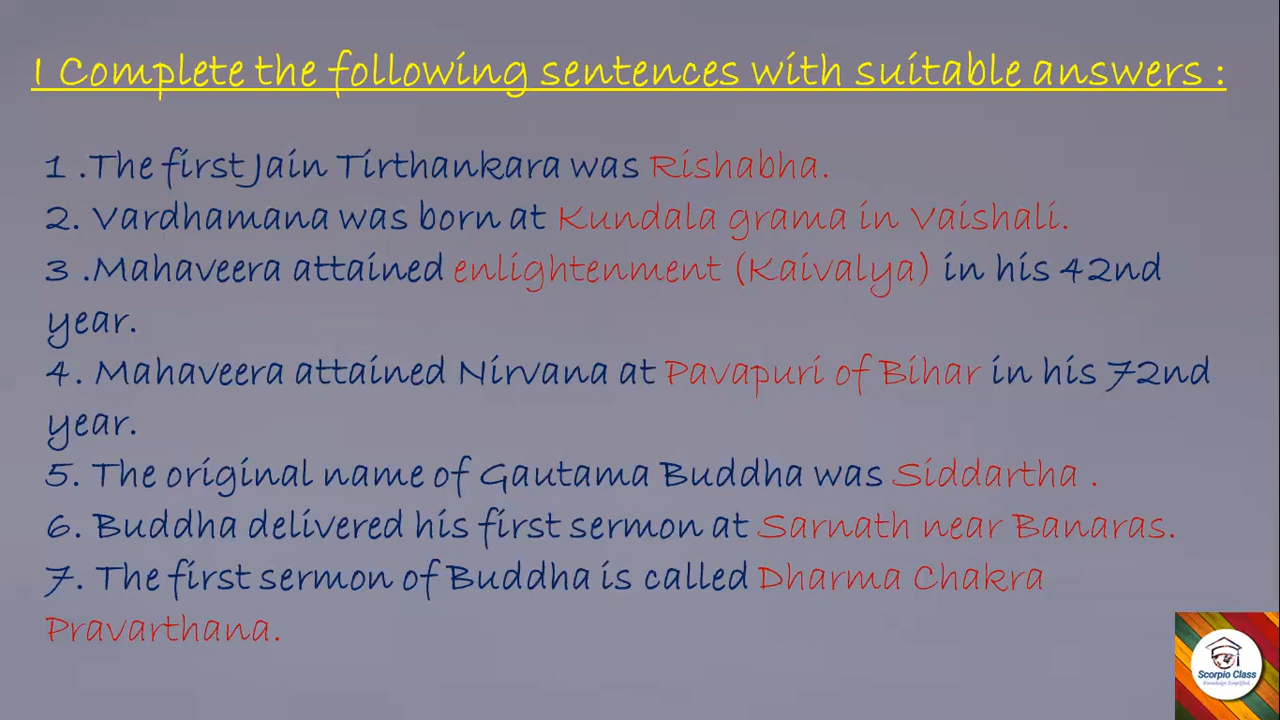 I Complete the following sentences with suitable answers :
1 .The first Jain Tirthankara was Rishabha.
2. Vardhamana was born at Kundala grama in Vaishali.
3 .Mahaveera attained enlightenment (Kaivalya) in his 42nd
year.
4. Mahaveera attained Nirvana at Pavapuri of Bihar in his 72nd
year.
5. The original name of Gautama Buddha was Siddartha .
6. Buddha delivered his first sermon at Sarnath near Banaras.
7. The first sermon of Buddha is called Dharma Chakra
Pravarthana.
Scorpio Class
Knowledge Simplified...